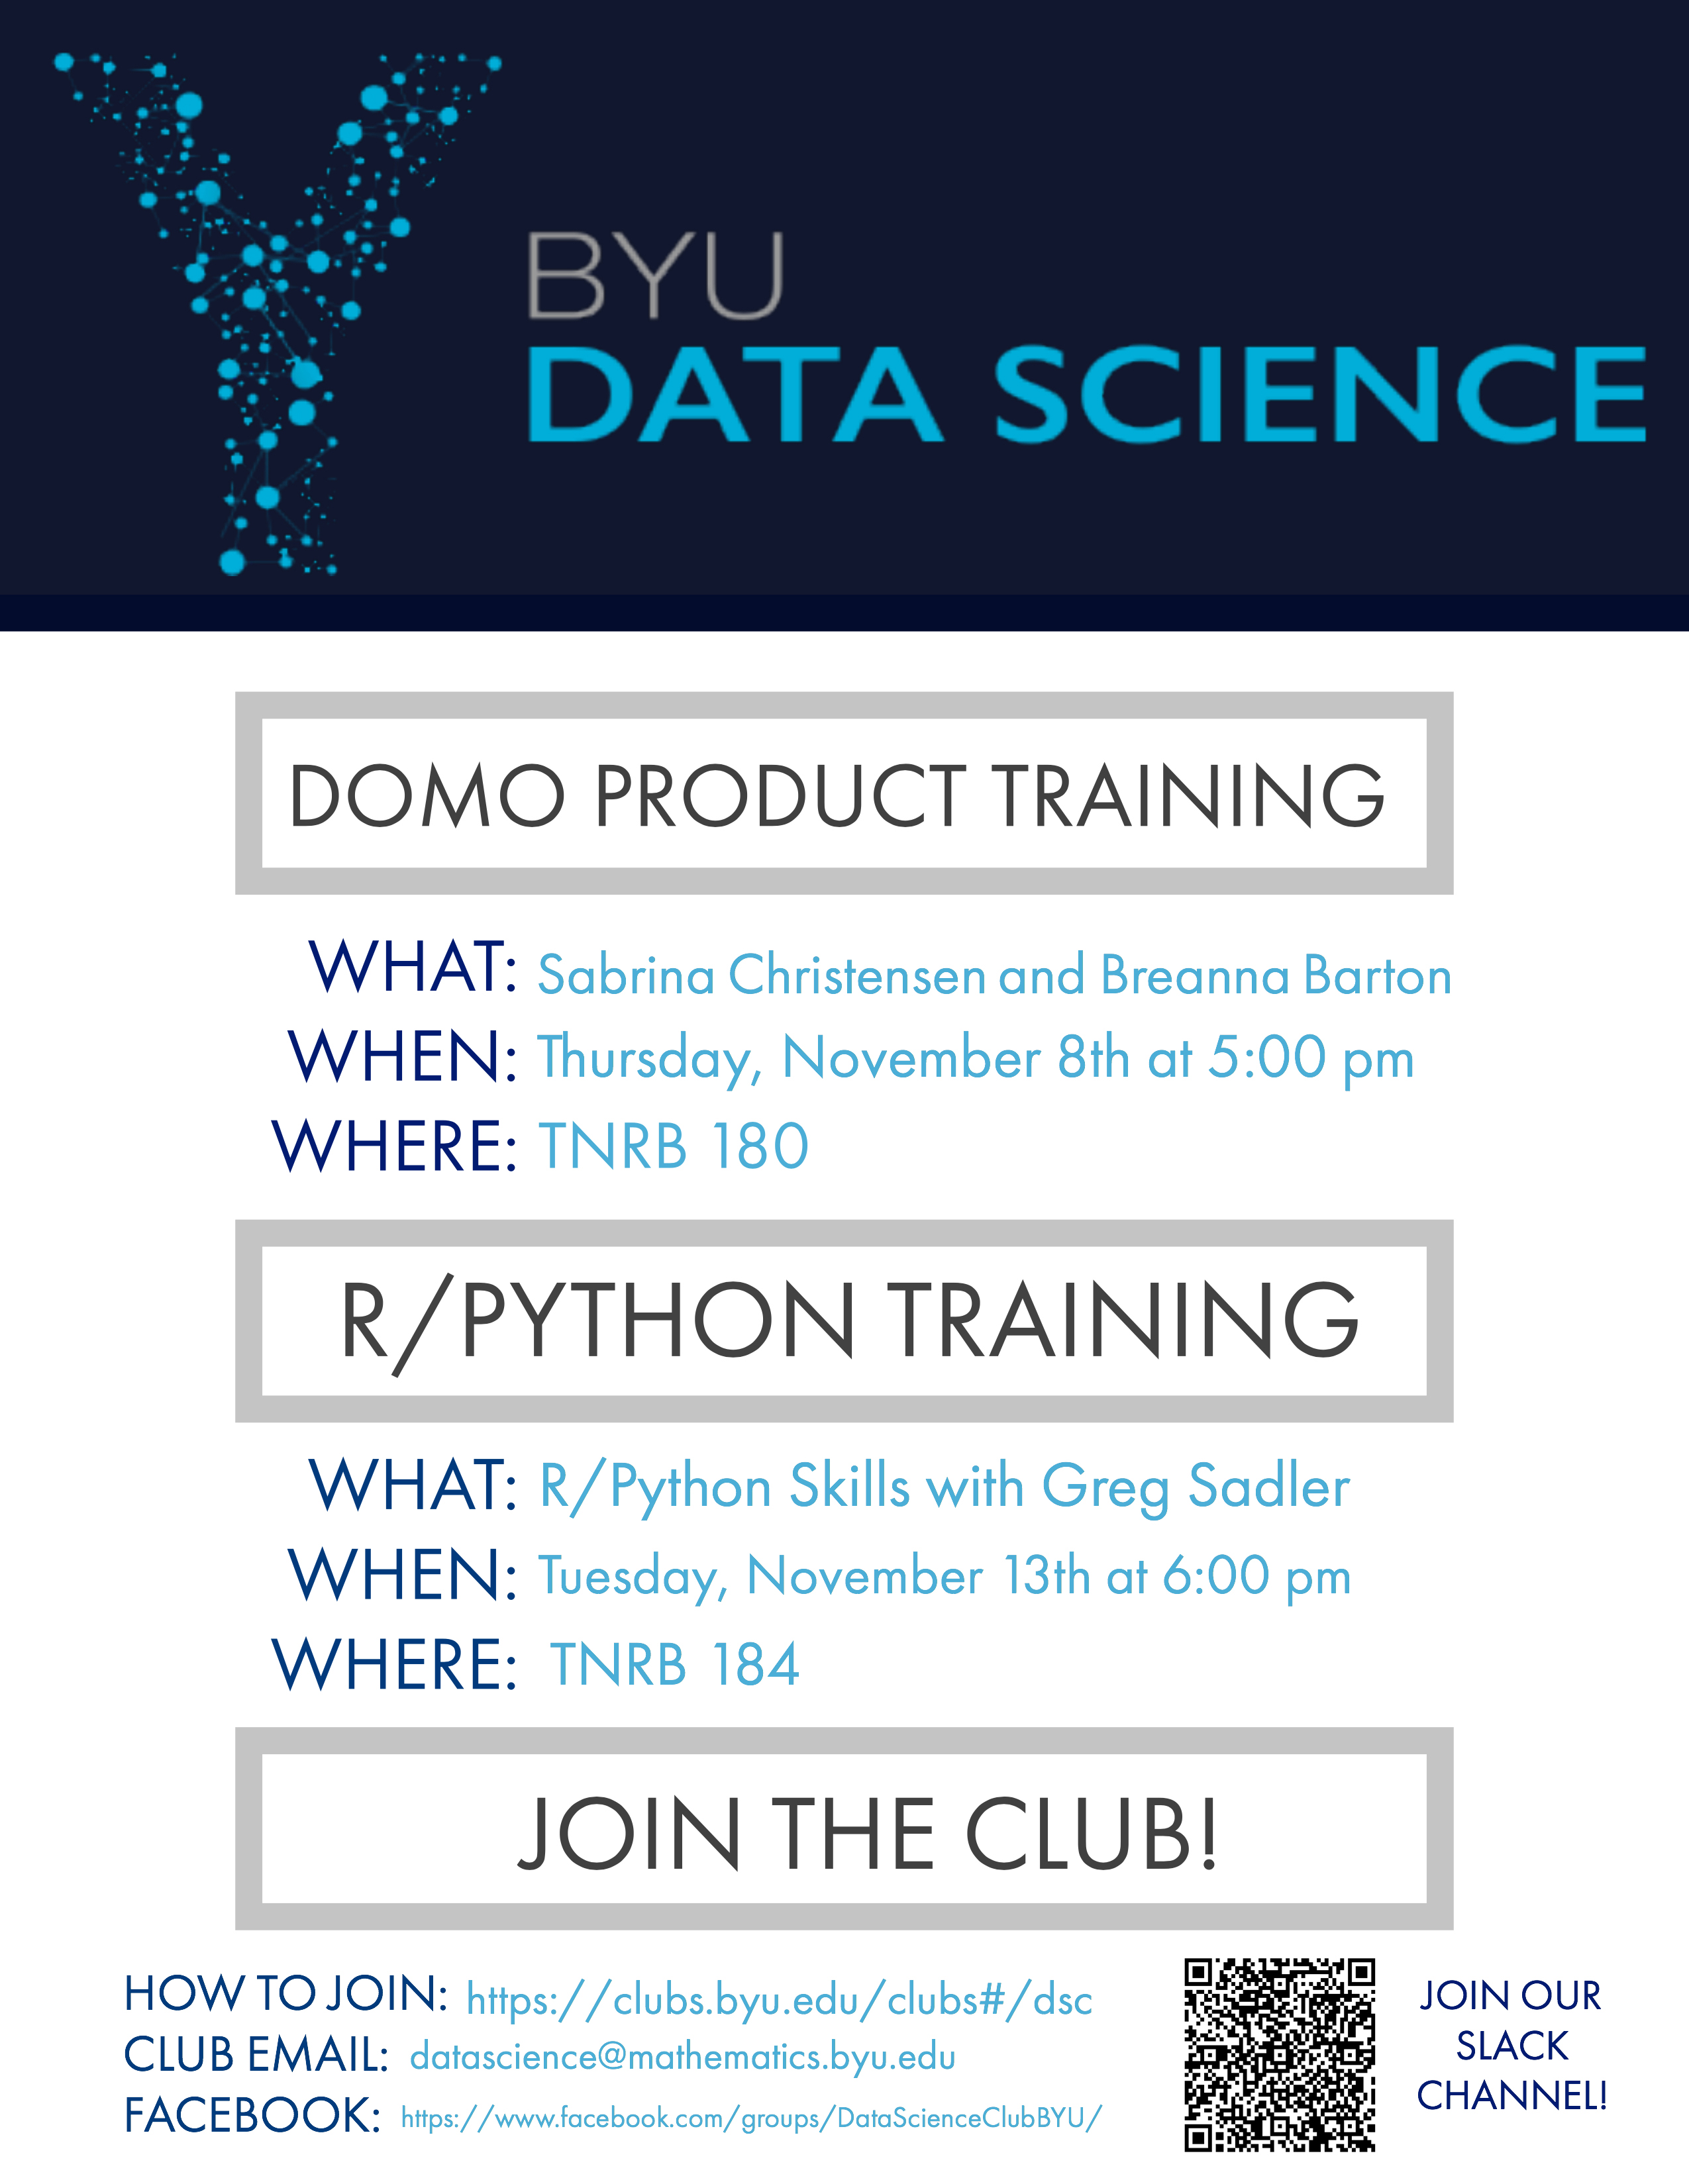 BYU
DATA SCIENCE
DOMO PRODUCT TRAINING
WHAT: Sabrina Christensen and Breanna Barton
WHEN: Thursday, November 8th at 5:00 pm
WHERE: TNRB 180
R/PYTHON TRAINING
WHAT: R/Python Skills with Greg Sadler
WHEN: Tuesday, November 13th at 6:00 pm
WHERE: TNRB 184
JOIN THE CLUB!
HOW TO JOIN: https://clubs.byu.edu/clubs#/dsc
CLUB EMAIL: datascience@mathematics.byu.edu
FACEBOOK: https://www.facebook.com/groups/DataScienceClubBYU/
JOIN OUR
SLACK
CHANNEL!